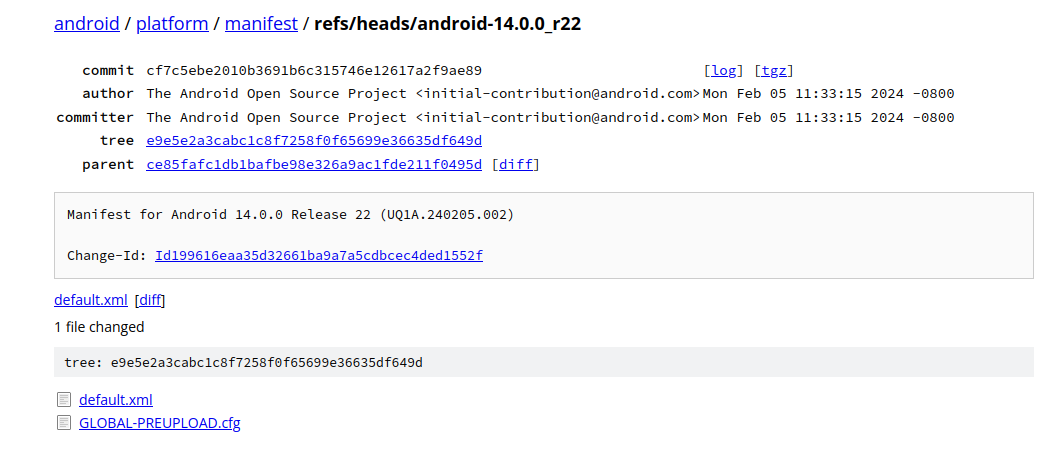 android / platform / manifest / refs/heads/android-14.0.0_r22
commit cf7c5ebe2010b3691b6c315746e12617a2f9ae89 [log] [tgz]
author The Android Open Source Project <initial-contribution@android.com> Mon Feb 05 11:33:15 2024 -0800
committer The Android Open Source Project <initial-contribution@android.com> Mon Feb 05 11:33:15 2024 -0800
tree e9e5e2a3cabc1c8f7258f0f65699e36635df649d
parent ce85fafc1db1bafbe98e326a9ac1fde211f0495d [diff]
Manifest for Android 14.0.0 Release 22 (UQ1A.240205.002)
Change-Id: Id199616eaa35d32661ba9a7a5cdbcec4ded1552f
default.xml [diff]
1 file changed
tree: e9e5e2a3cabc1c8f7258f0f65699e36635df649d
default.xml
GLOBAL-PREUPLOAD.cfg